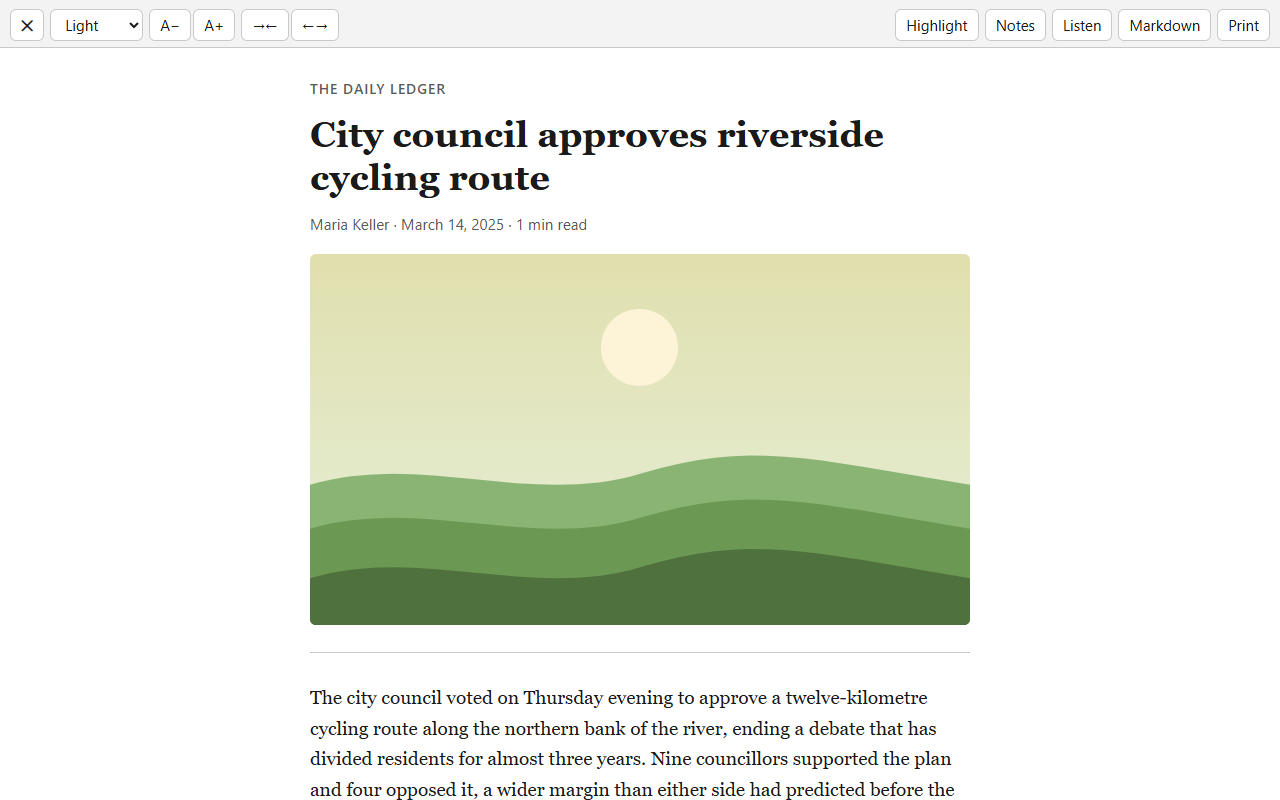 ✕ Light A− A+ →← ←→ Highlight Notes Listen Markdown Print
THE DAILY LEDGER
City council approves riverside
cycling route
Maria Keller · March 14, 2025 · 1 min read
The city council voted on Thursday evening to approve a twelve-kilometre
cycling route along the northern bank of the river, ending a debate that has
divided residents for almost three years. Nine councillors supported the plan
and four opposed it, a wider margin than either side had predicted before the